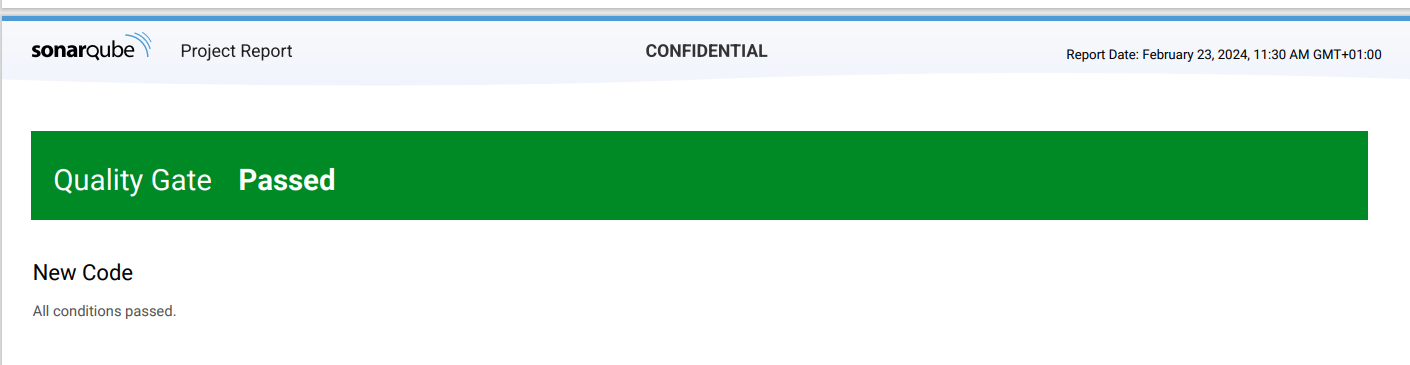 sonarqube Project Report CONFIDENTIAL Report Date: February 23, 2024, 11:30 AM GMT+01:00
Quality Gate Passed
New Code
All conditions passed.